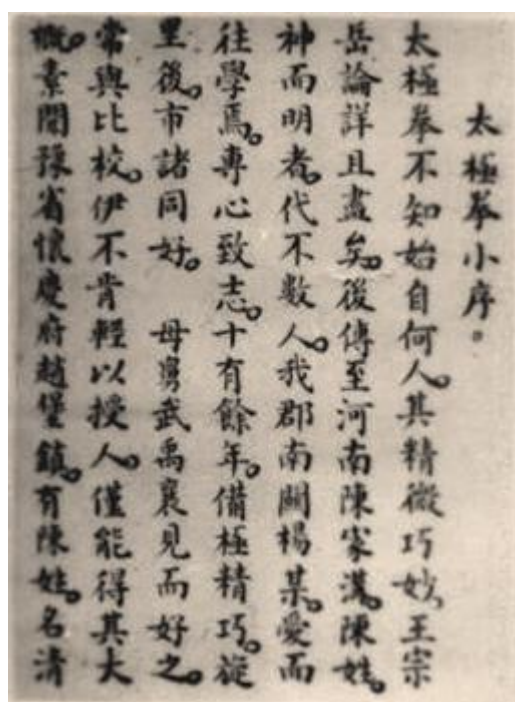 太極拳小序。
太極拳不知始自何人。其精微巧妙。王宗
岳論詳且盡矣。後傳至河南陳家溝。陳姓。
神而明者。代不數人。我郡南關楊某。愛而
往學焉。專心致志。十有餘年。備極精巧。旋
里後。市諸同好。　母舅武禹襄見而好之。
常與比校。伊不肯輕以授人。僅能得其大
概。素聞豫省懷慶府趙堡鎮。有陳姓。名清